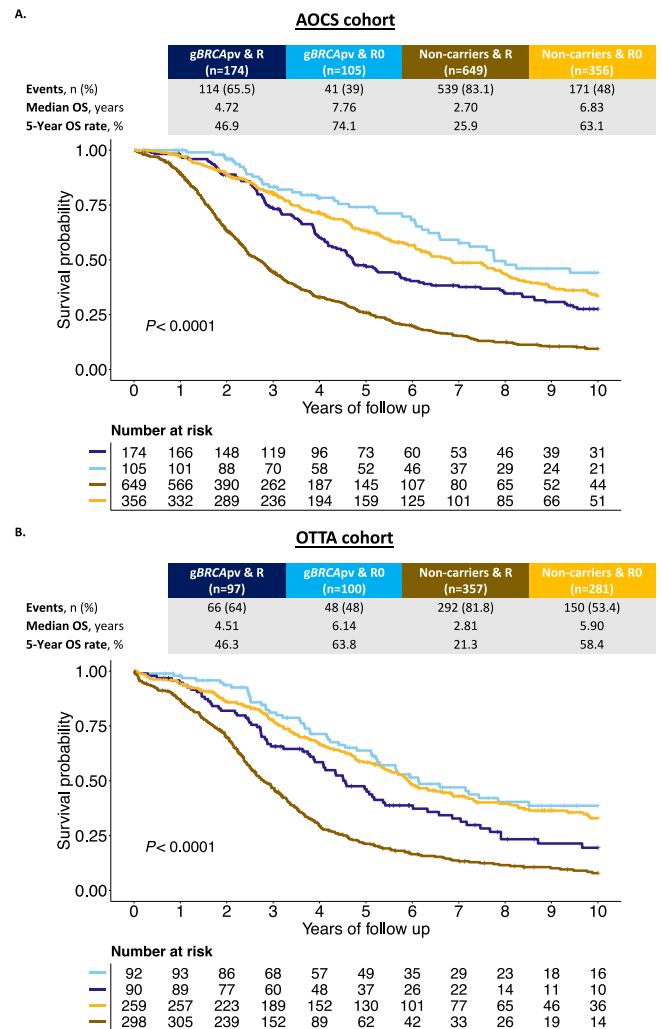 A.
AOCS cohort
gBRCApv & R gBRCApv & R0 Non-carriers & R Non-carriers & R0
(n=174) (n=105) (n=649) (n=356)
Events, n (%) 114 (65.5) 41 (39) 539 (83.1) 171 (48)
Median OS, years 4.72 7.76 2.70 6.83
5-Year OS rate, % 46.9 74.1 25.9 63.1
Survival probability
1.00
0.75
0.50
0.25
0.00
P< 0.0001
0 1 2 3 4 5 6 7 8 9 10
Years of follow up
Number at risk
174 166 148 119 96 73 60 53 46 39 31
105 101 88 70 58 52 46 37 29 24 21
649 566 390 262 187 145 107 80 65 52 44
356 332 289 236 194 159 125 101 85 66 51
B.
OTTA cohort
gBRCApv & R gBRCApv & R0 Non-carriers & R Non-carriers & R0
(n=97) (n=100) (n=357) (n=281)
Events, n (%) 66 (64) 48 (48) 292 (81.8) 150 (53.4)
Median OS, years 4.51 6.14 2.81 5.90
5-Year OS rate, % 46.3 63.8 21.3 58.4
Survival probability
1.00
0.75
0.50
0.25
0.00
P< 0.0001
0 1 2 3 4 5 6 7 8 9 10
Years of follow up
Number at risk
92 93 86 68 57 49 35 29 23 18 16
90 89 77 60 48 37 26 22 14 11 10
259 257 223 189 152 130 101 77 65 46 36
298 305 239 152 89 62 42 33 26 19 14